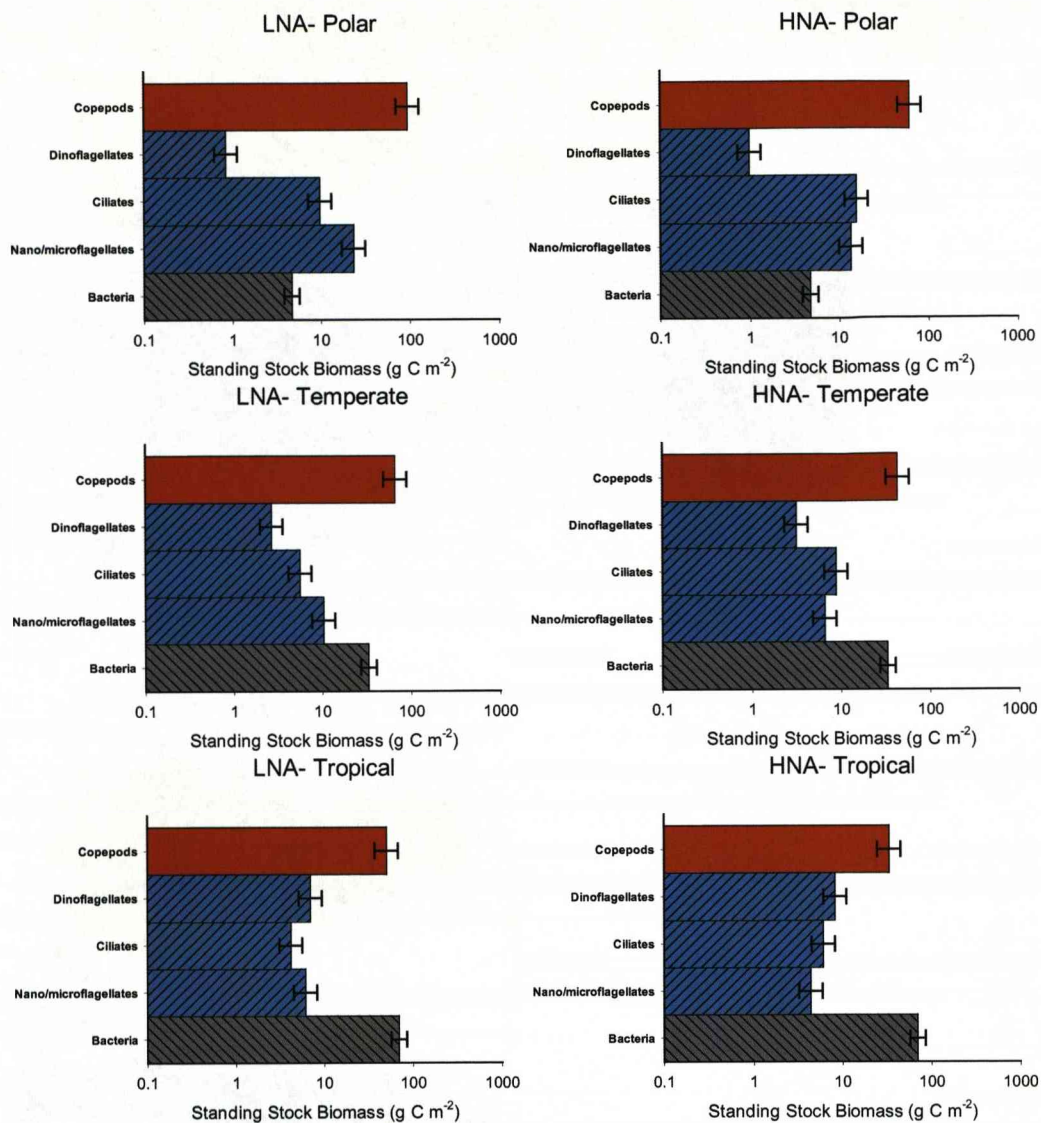 LNA- Polar
Copepods
Dinoflagellates
Ciliates
Nano/microflagellates
Bacteria
0.1 1 10 100 1000
Standing Stock Biomass (g C m-2)
HNA- Polar
Copepods
Dinoflagellates
Ciliates
Nano/microflagellates
Bacteria
0.1 1 10 100 1000
Standing Stock Biomass (g C m-2)
LNA- Temperate
Copepods
Dinoflagellates
Ciliates
Nano/microflagellates
Bacteria
0.1 1 10 100 1000
Standing Stock Biomass (g C m-2)
HNA- Temperate
Copepods
Dinoflagellates
Ciliates
Nano/microflagellates
Bacteria
0.1 1 10 100 1000
Standing Stock Biomass (g C m-2)
LNA- Tropical
Copepods
Dinoflagellates
Ciliates
Nano/microflagellates
Bacteria
0.1 1 10 100 1000
Standing Stock Biomass (g C m-2)
HNA- Tropical
Copepods
Dinoflagellates
Ciliates
Nano/microflagellates
Bacteria
0.1 1 10 100 1000
Standing Stock Biomass (g C m-2)